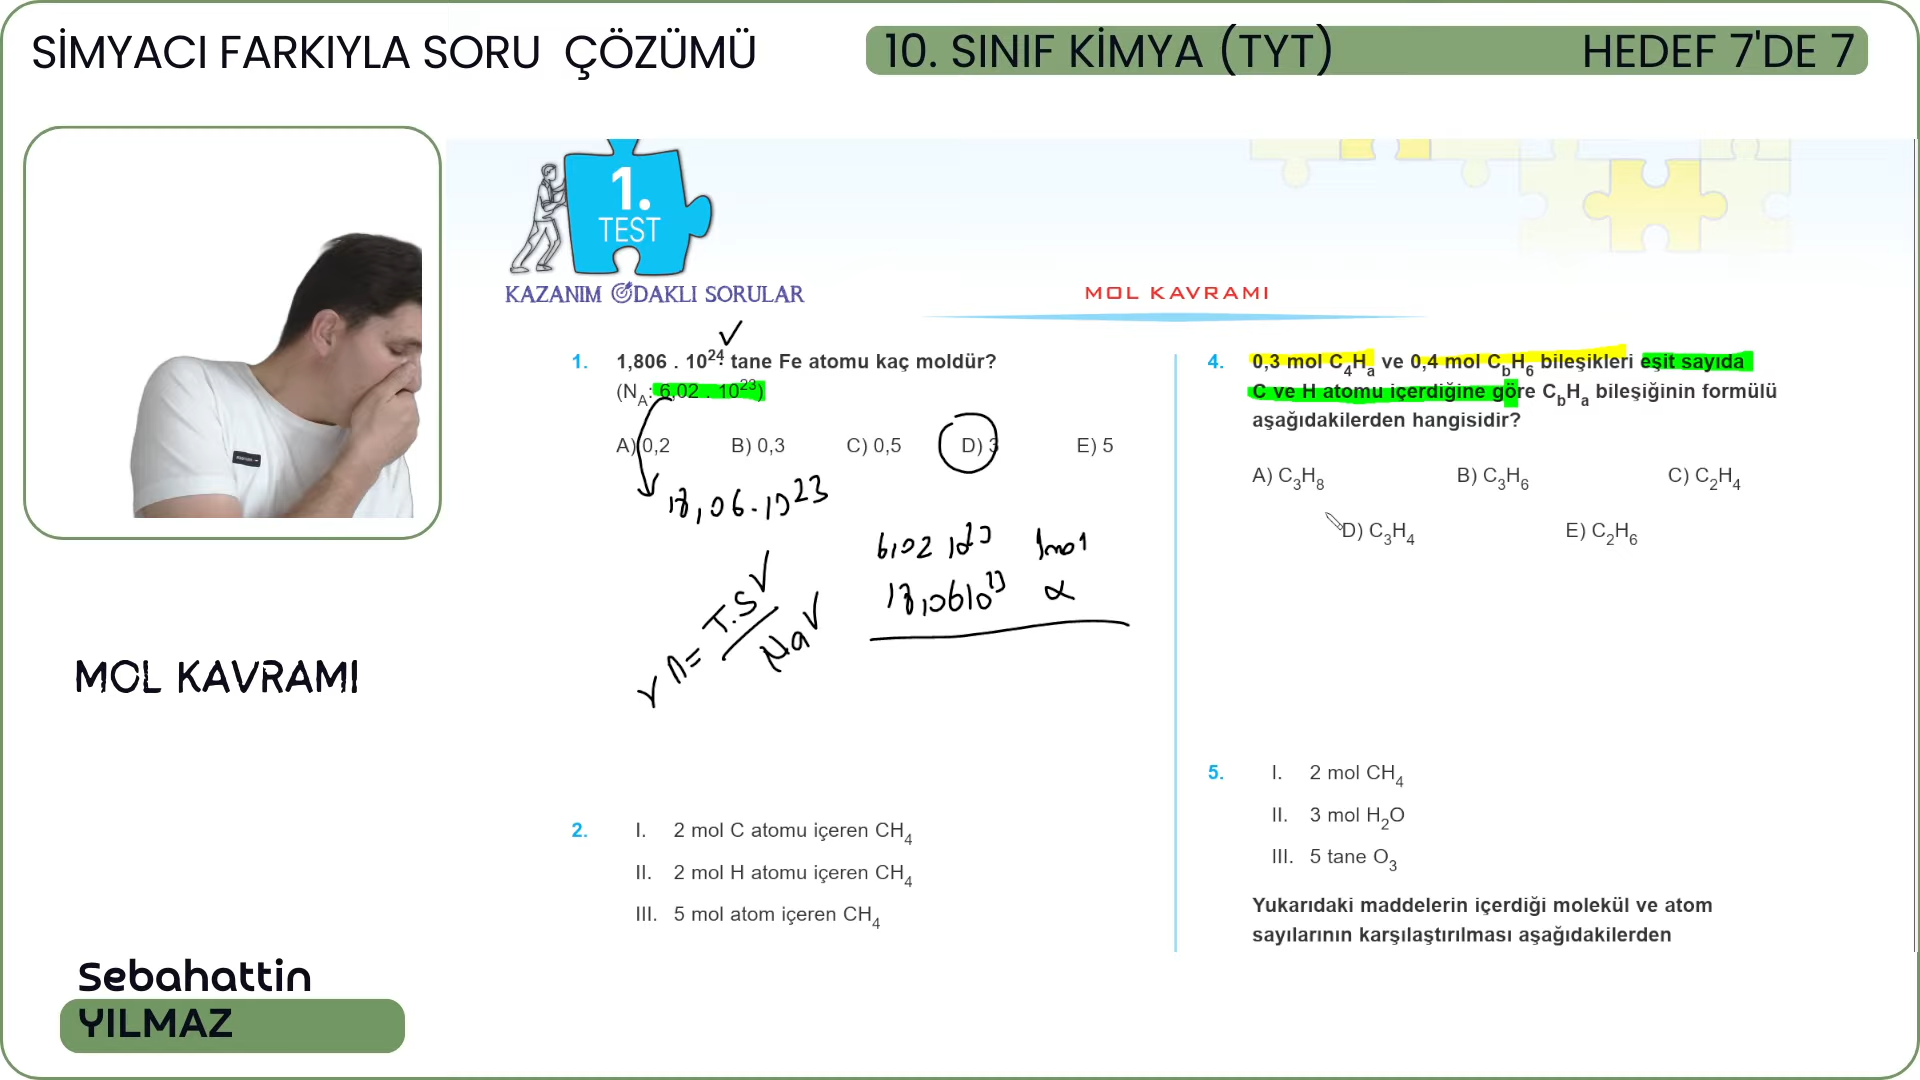 SİMYACI FARKIYLA SORU ÇÖZÜMÜ
10. SINIF KİMYA (TYT) HEDEF 7'DE 7
1.
TEST
KAZANIM ODAKLI SORULAR
MOL KAVRAMI
1. 1,806 . 10²⁴ tane Fe atomu kaç moldür?
(N_A: 6,02 . 10²³)
A) 0,2 B) 0,3 C) 0,5 D) 3 E) 5
18,06.10²³
6,02 10²³ 1mol
18,06 10²³ x
n= T.S / Na
2. I. 2 mol C atomu içeren CH₄
II. 2 mol H atomu içeren CH₄
III. 5 mol atom içeren CH₄
4. 0,3 mol C₄Hₐ ve 0,4 mol C_bH₆ bileşikleri eşit sayıda
C ve H atomu içerdiğine göre C_bHₐ bileşiğinin formülü
aşağıdakilerden hangisidir?
A) C₃H₈ B) C₃H₆ C) C₂H₄
D) C₃H₄ E) C₂H₆
5. I. 2 mol CH₄
II. 3 mol H₂O
III. 5 tane O₃
Yukarıdaki maddelerin içerdiği molekül ve atom
sayılarının karşılaştırılması aşağıdakilerden
MOL KAVRAMI
Sebahattin
YILMAZ